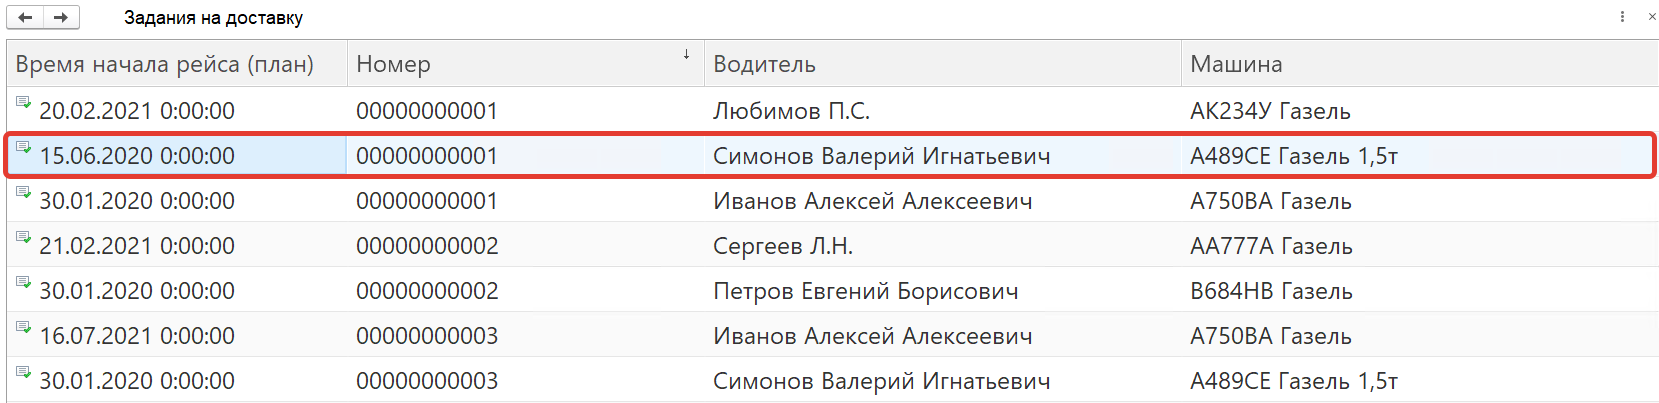 Задания на доставку
Время начала рейса (план) Номер ↓ Водитель Машина
20.02.2021 0:00:00 00000000001 Любимов П.С. АК234У Газель
15.06.2020 0:00:00 00000000001 Симонов Валерий Игнатьевич А489СЕ Газель 1,5т
30.01.2020 0:00:00 00000000001 Иванов Алексей Алексеевич А750ВА Газель
21.02.2021 0:00:00 00000000002 Сергеев Л.Н. АА777А Газель
30.01.2020 0:00:00 00000000002 Петров Евгений Борисович В684НВ Газель
16.07.2021 0:00:00 00000000003 Иванов Алексей Алексеевич А750ВА Газель
30.01.2020 0:00:00 00000000003 Симонов Валерий Игнатьевич А489СЕ Газель 1,5т